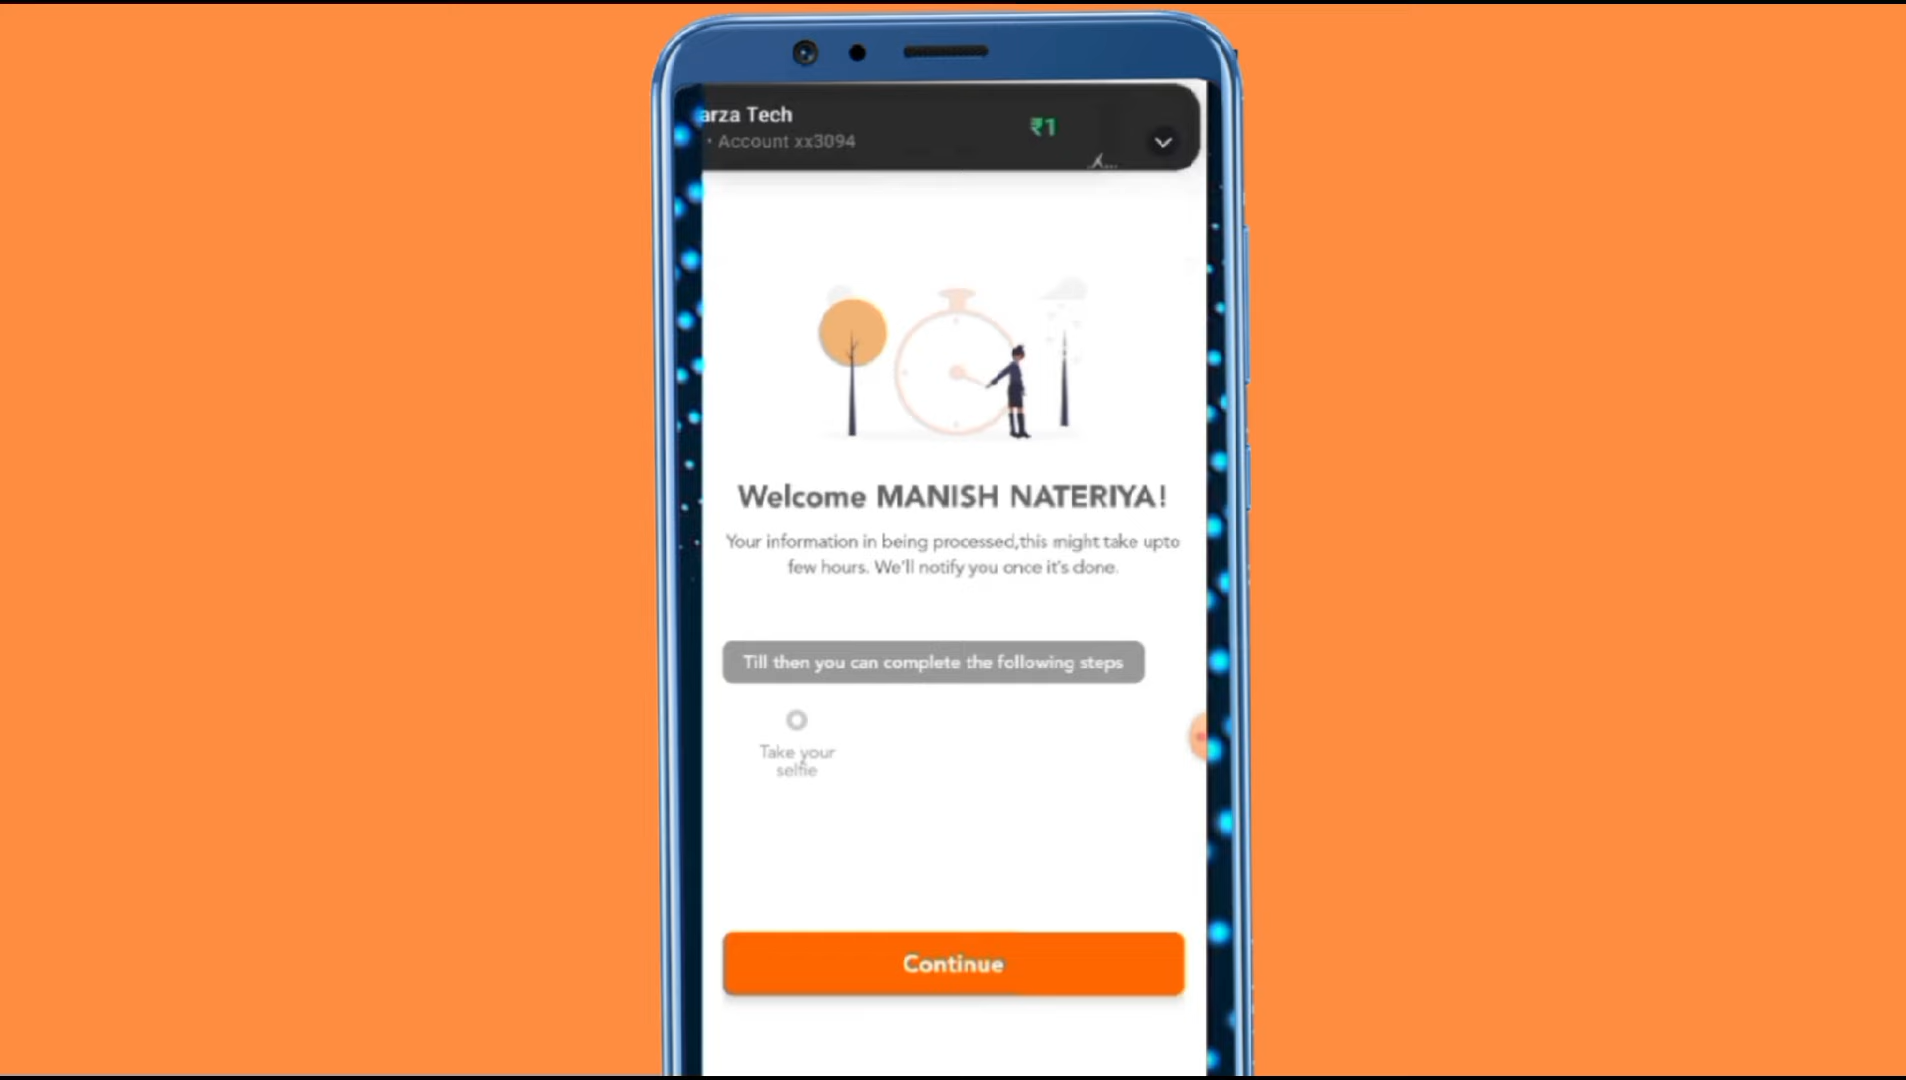 arza Tech
₹1
• Account xx3094
Welcome MANISH NATERIYA!
Your information in being processed,this might take upto
few hours. We'll notify you once it's done.
Till then you can complete the following steps
Take your
selfie
Continue